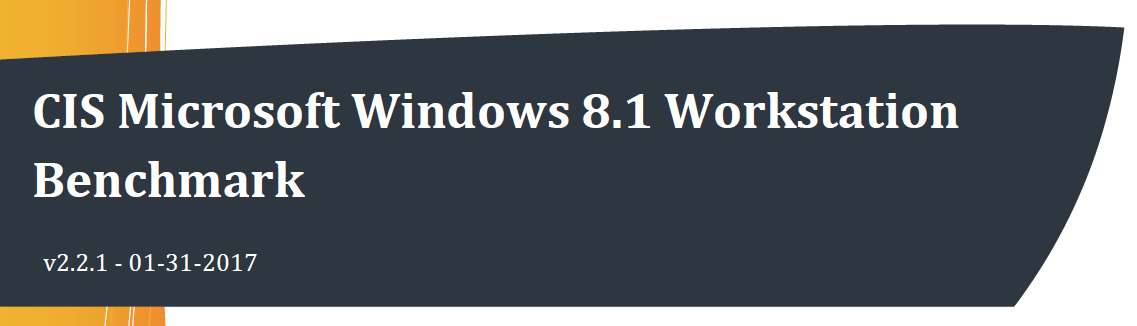 CIS Microsoft Windows 8.1 Workstation
Benchmark
v2.2.1 - 01-31-2017